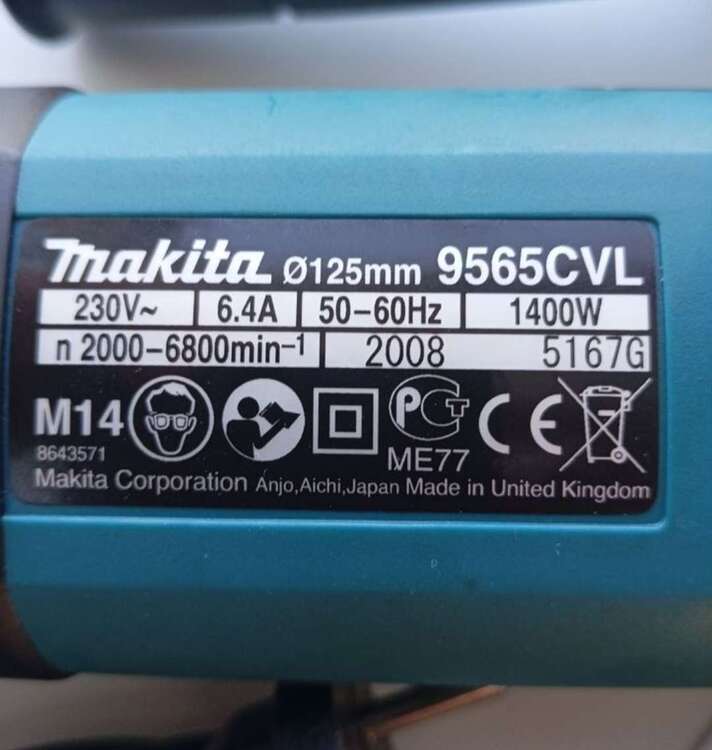 makita Ø125mm 9565CVL
230V~ 6.4A 50-60Hz 1400W
n 2000-6800min-1 2008 5167G
M14 PCT CE
8643571 ME77
Makita Corporation Anjo,Aichi,Japan Made in United Kingdom